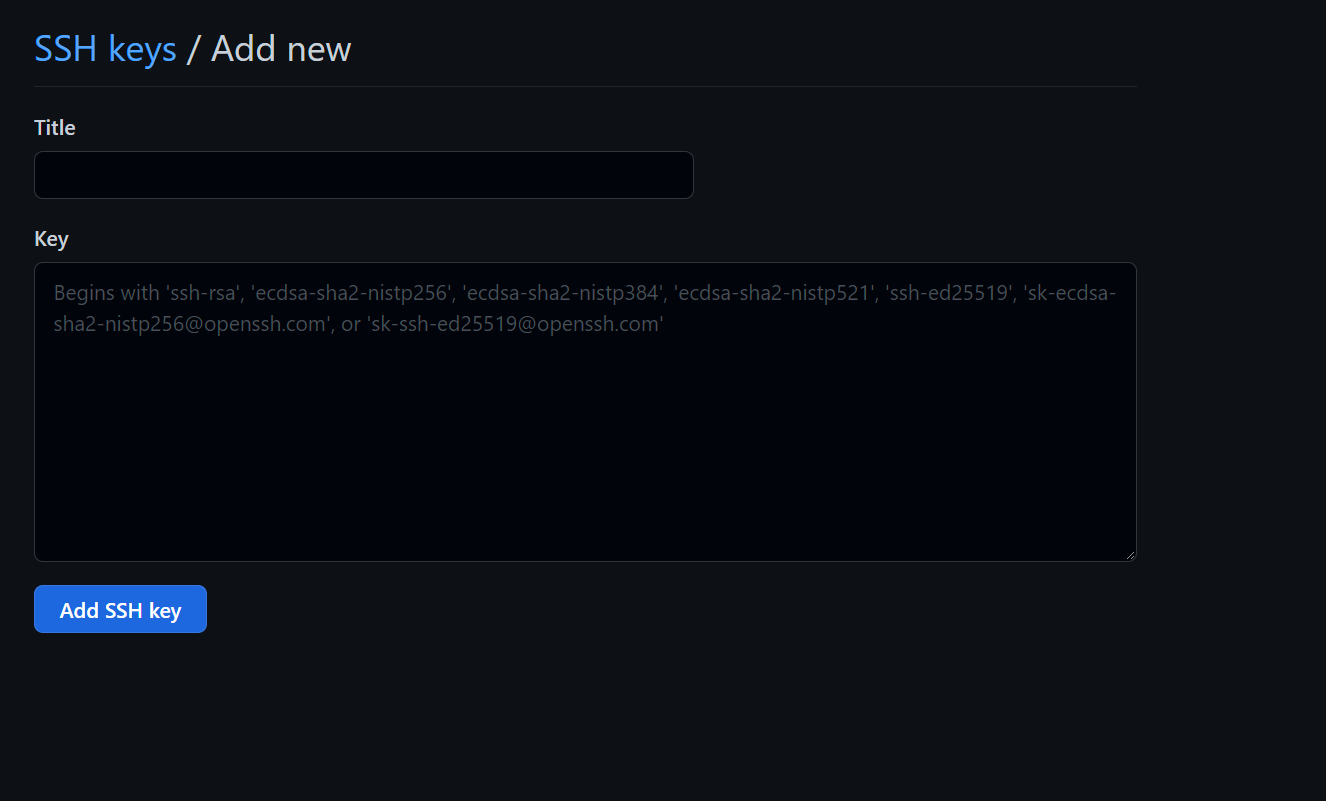 SSH keys / Add new
Title
Key
Begins with 'ssh-rsa', 'ecdsa-sha2-nistp256', 'ecdsa-sha2-nistp384', 'ecdsa-sha2-nistp521', 'ssh-ed25519', 'sk-ecdsa-
sha2-nistp256@openssh.com', or 'sk-ssh-ed25519@openssh.com'
Add SSH key